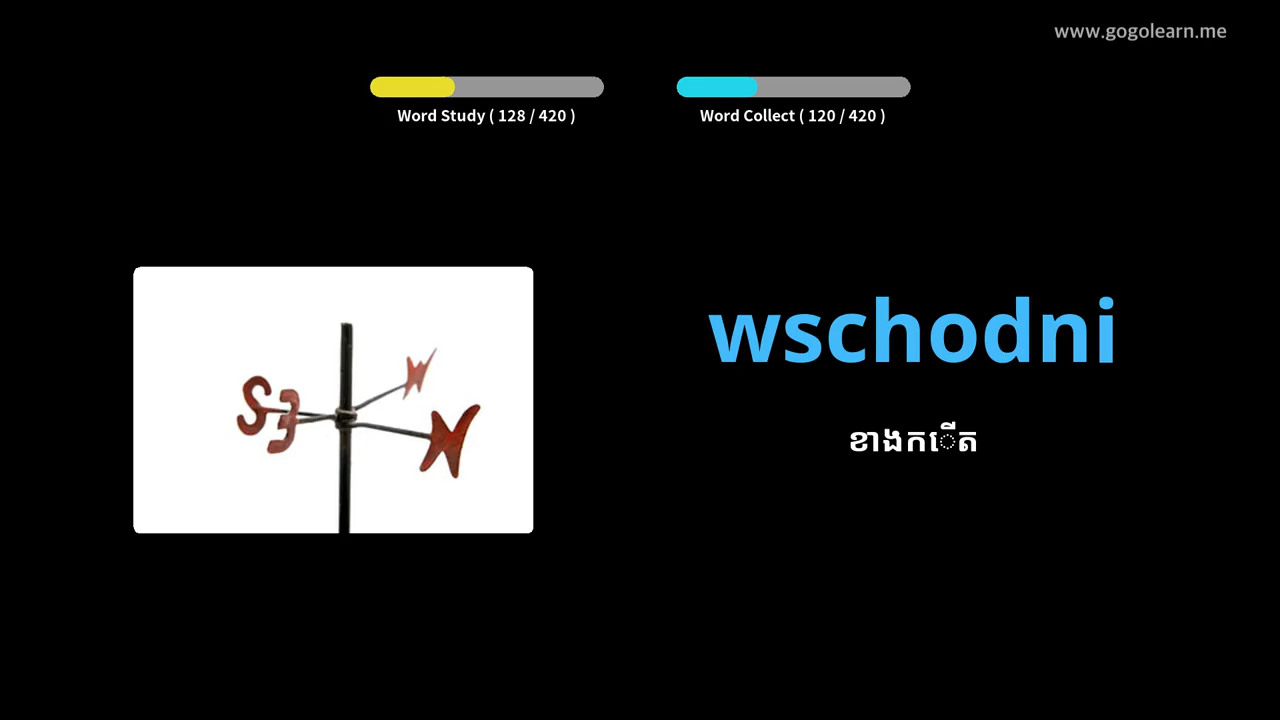 www.gogolearn.me
Word Study ( 128 / 420 )
Word Collect ( 120 / 420 )
wschodni
ខាងកើត
S E N W